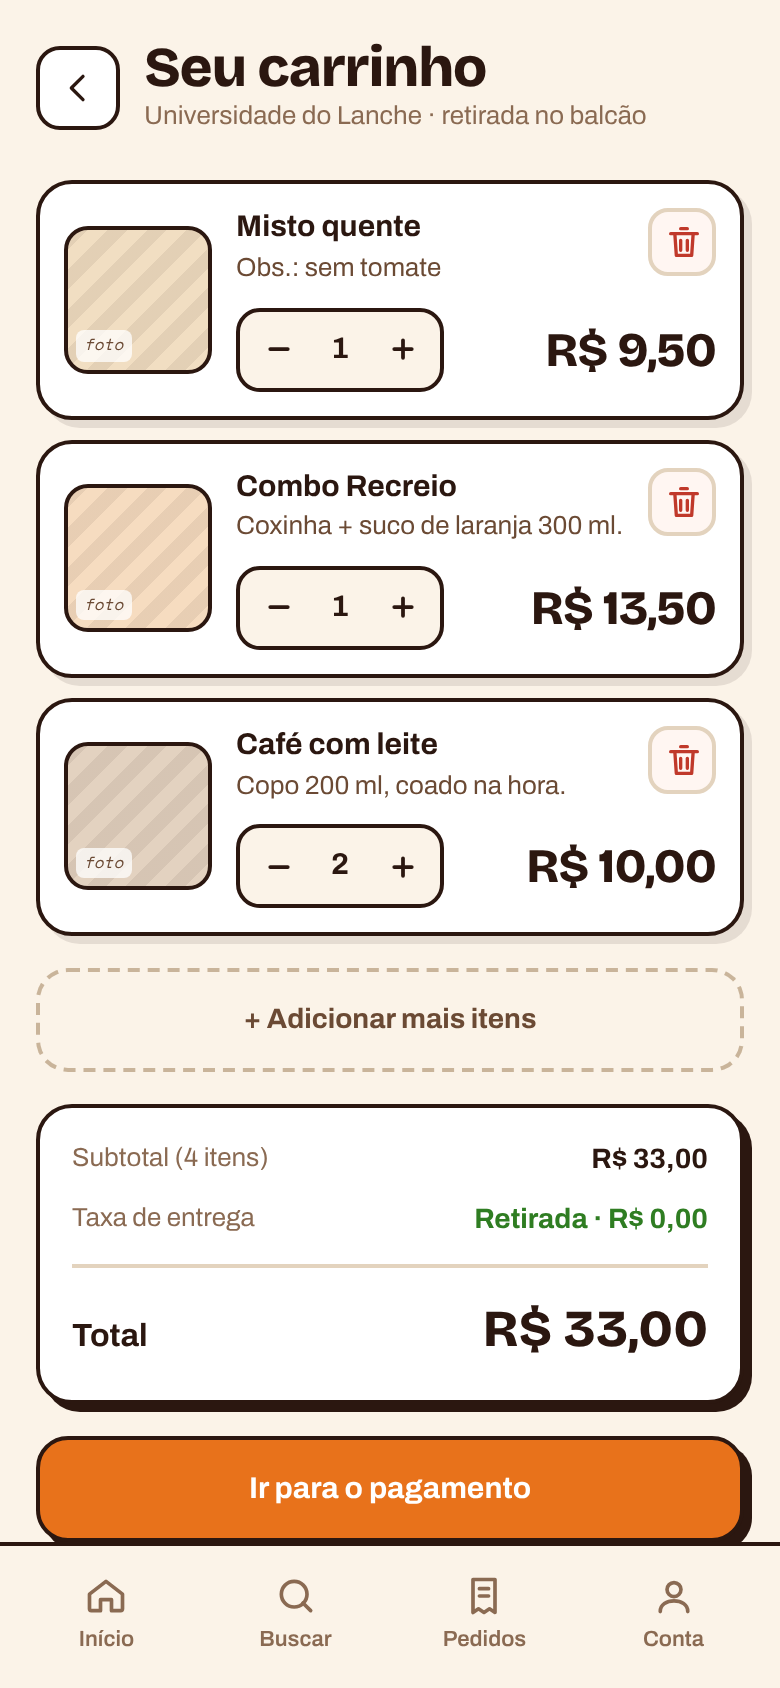 Seu carrinho
Universidade do Lanche · retirada no balcão
Misto quente
Obs.: sem tomate
foto
− 1 +
R$ 9,50
Combo Recreio
Coxinha + suco de laranja 300 ml.
foto
− 1 +
R$ 13,50
Café com leite
Copo 200 ml, coado na hora.
foto
− 2 +
R$ 10,00
+ Adicionar mais itens
Subtotal (4 itens) R$ 33,00
Taxa de entrega Retirada · R$ 0,00
Total R$ 33,00
Ir para o pagamento
Início Buscar Pedidos Conta